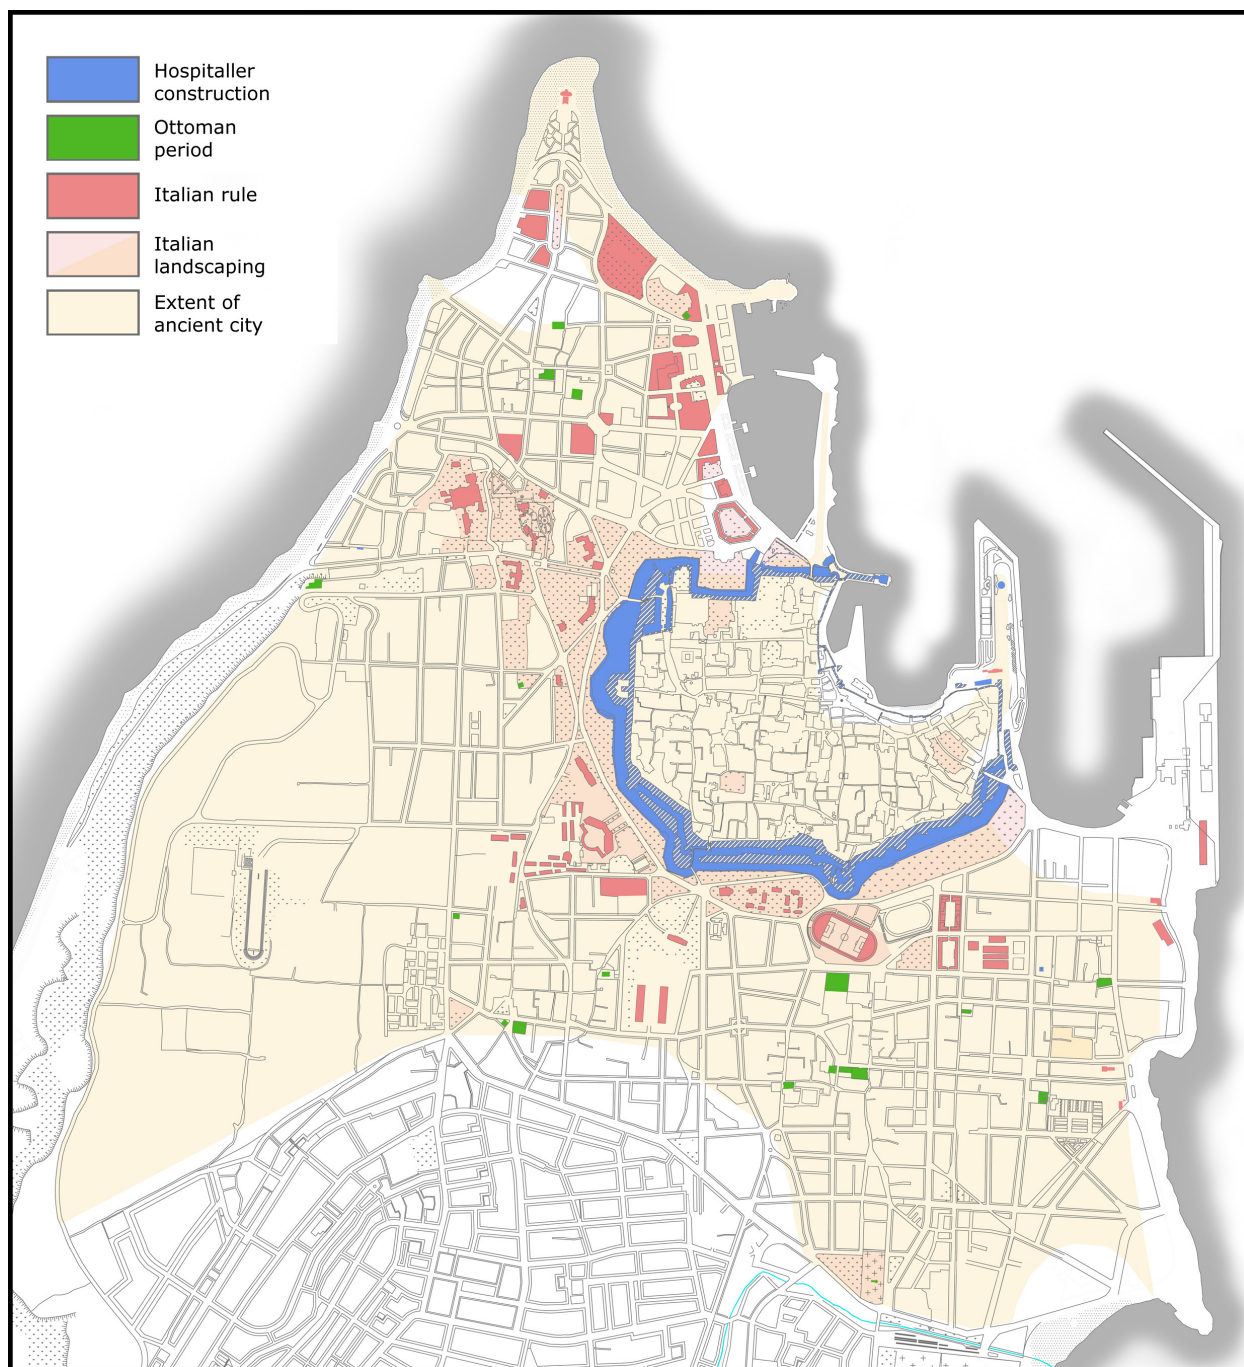 Hospitaller
construction
Ottoman
period
Italian rule
Italian
landscaping
Extent of
ancient city